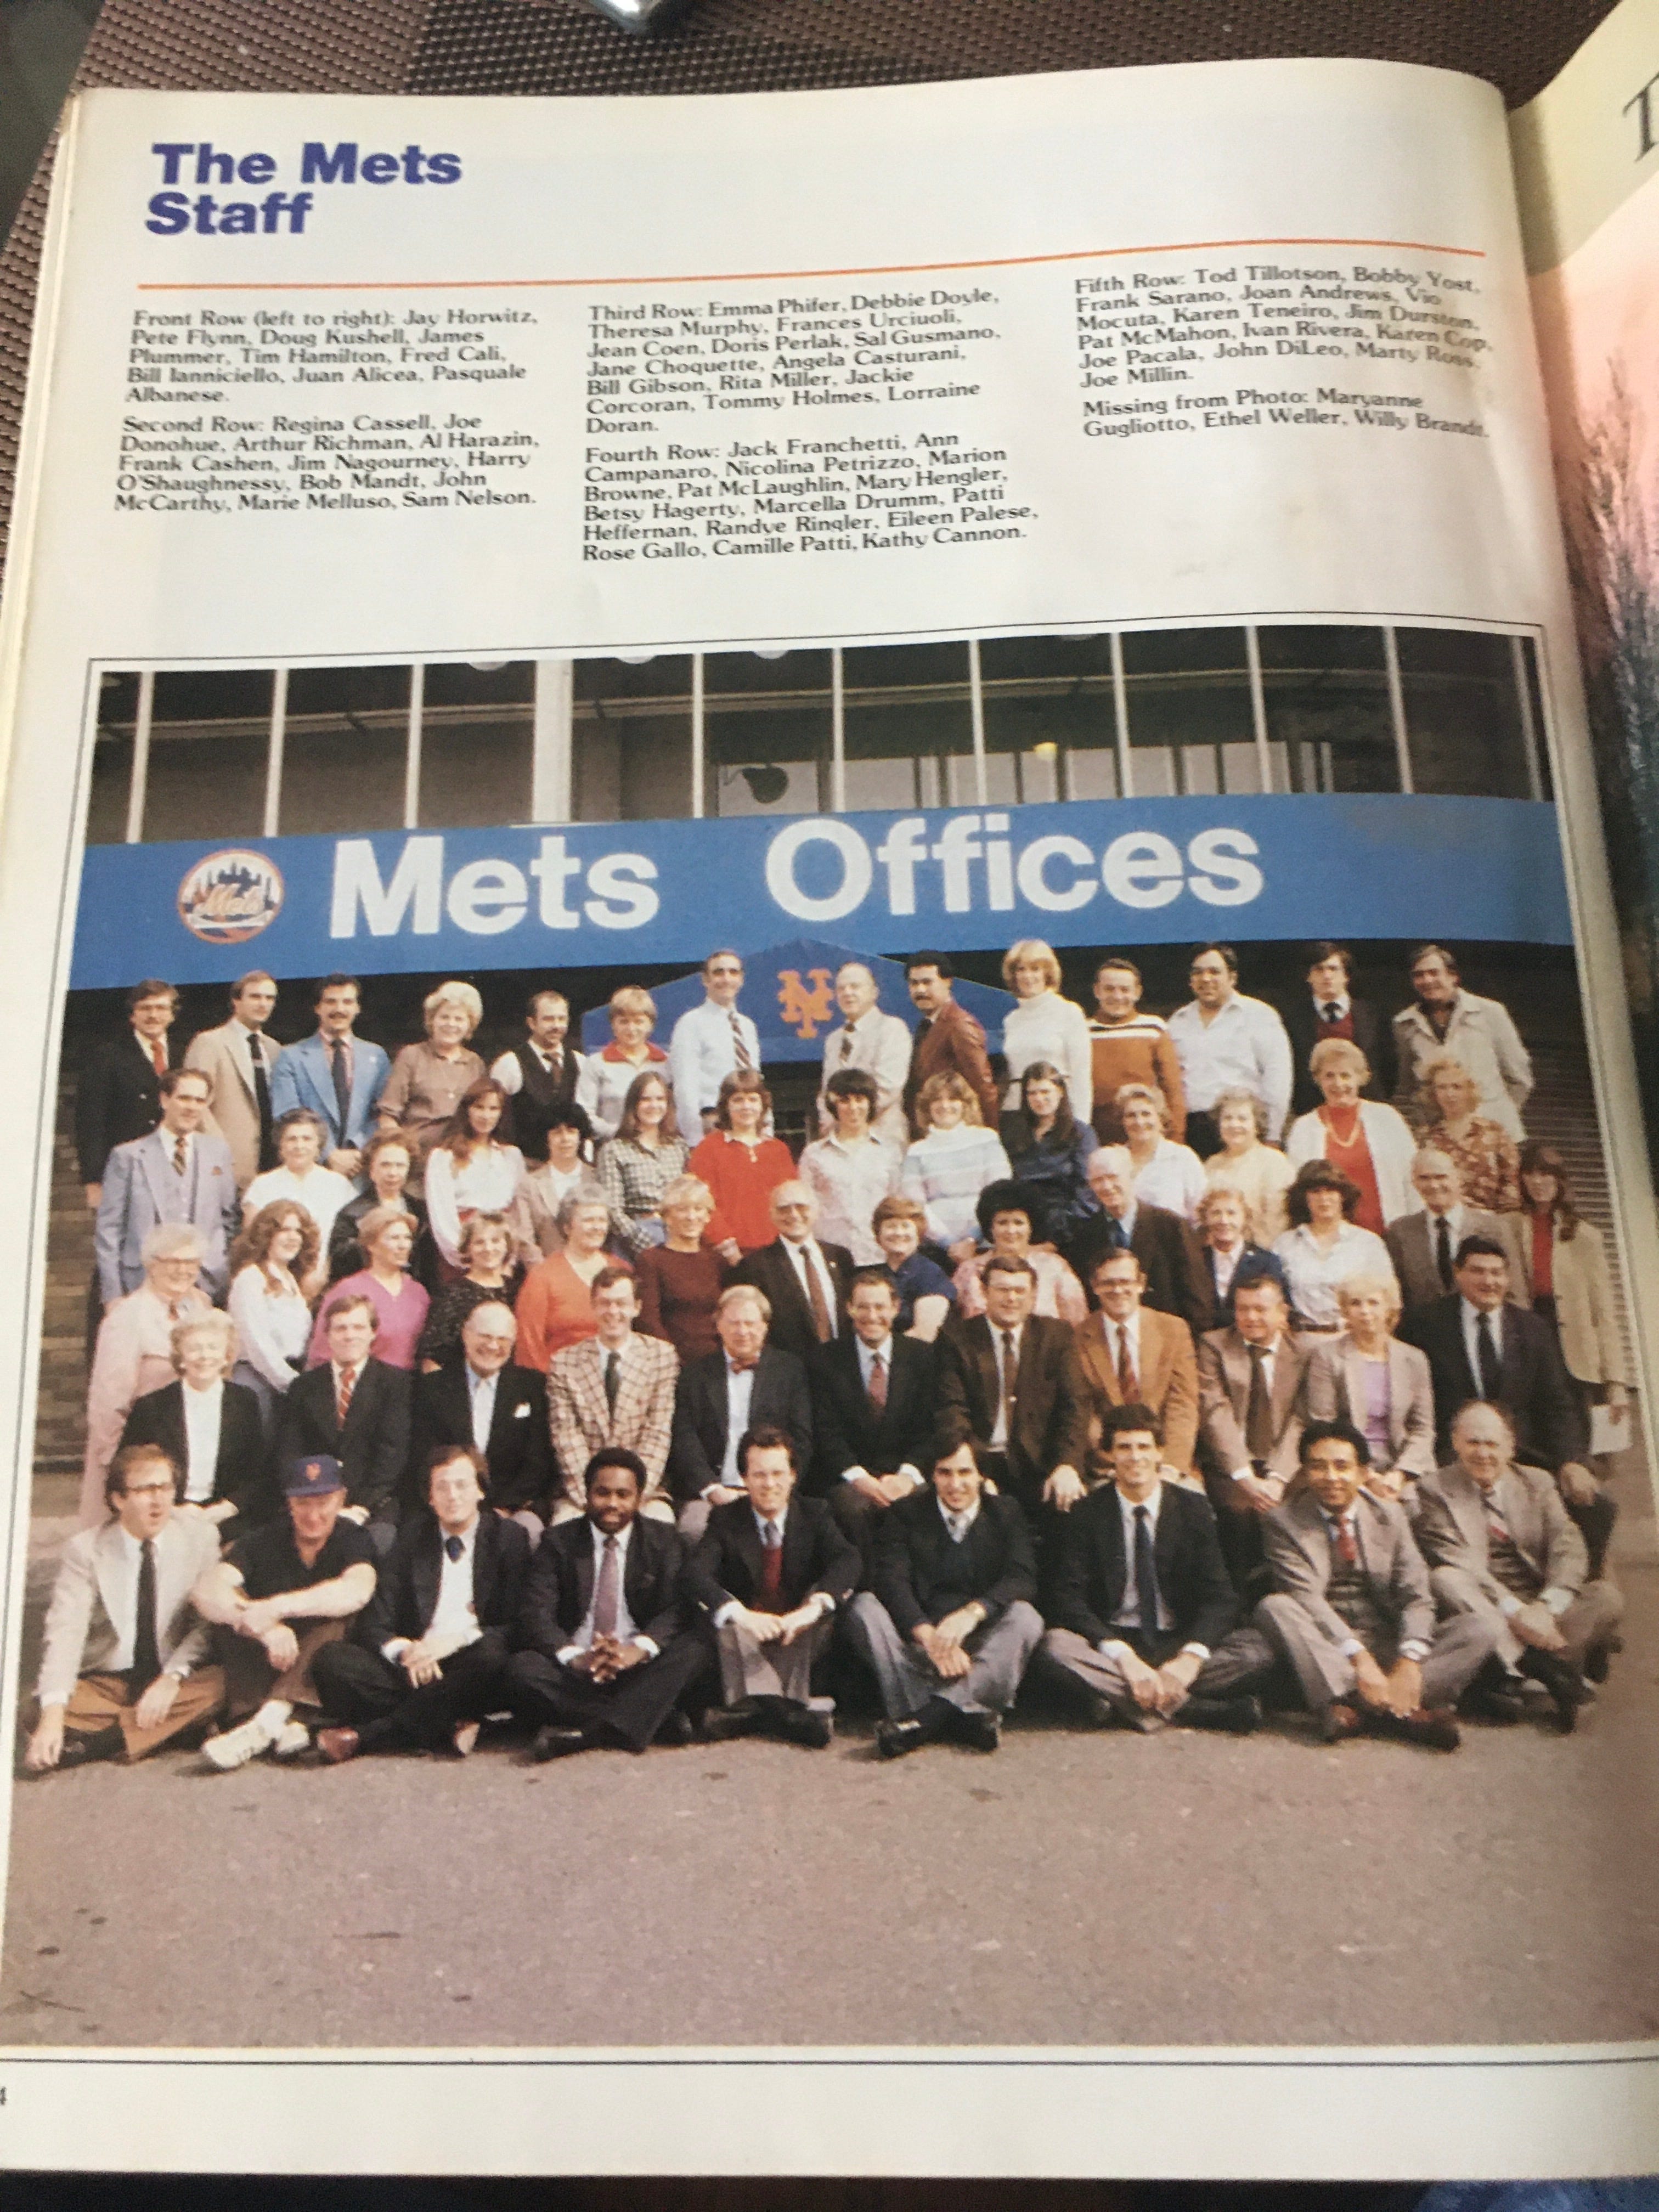 The Mets
Staff
Front Row (left to right): Jay Horwitz,
Pete Flynn, Doug Kushell, James
Plummer, Tim Hamilton, Fred Cali,
Bill Ianniciello, Juan Alicea, Pasquale
Albanese.
Second Row: Regina Cassell, Joe
Donohue, Arthur Richman, Al Harazin,
Frank Cashen, Jim Nagourney, Harry
O'Shaughnessy, Bob Mandt, John
McCarthy, Marie Melluso, Sam Nelson.
Third Row: Emma Phifer, Debbie Doyle,
Theresa Murphy, Frances Urciuoli,
Jean Coen, Doris Perlak, Sal Gusmano,
Jane Choquette, Angela Casturani,
Bill Gibson, Rita Miller, Jackie
Corcoran, Tommy Holmes, Lorraine
Doran.
Fourth Row: Jack Franchetti, Ann
Campanaro, Nicolina Petrizzo, Marion
Browne, Pat McLaughlin, Mary Hengler,
Betsy Hagerty, Marcella Drumm, Patti
Heffernan, Randye Ringler, Eileen Palese,
Rose Gallo, Camille Patti, Kathy Cannon.
Fifth Row: Tod Tillotson, Bobby Yost,
Frank Sarano, Joan Andrews, Vio
Mocuta, Karen Teneiro, Jim Durston,
Pat McMahon, Ivan Rivera, Karen Cop,
Joe Pacala, John DiLeo, Marty Ross,
Joe Millin.
Missing from Photo: Maryanne
Gugliotto, Ethel Weller, Willy Brandt.
Mets Mets Offices
NY
NY
4